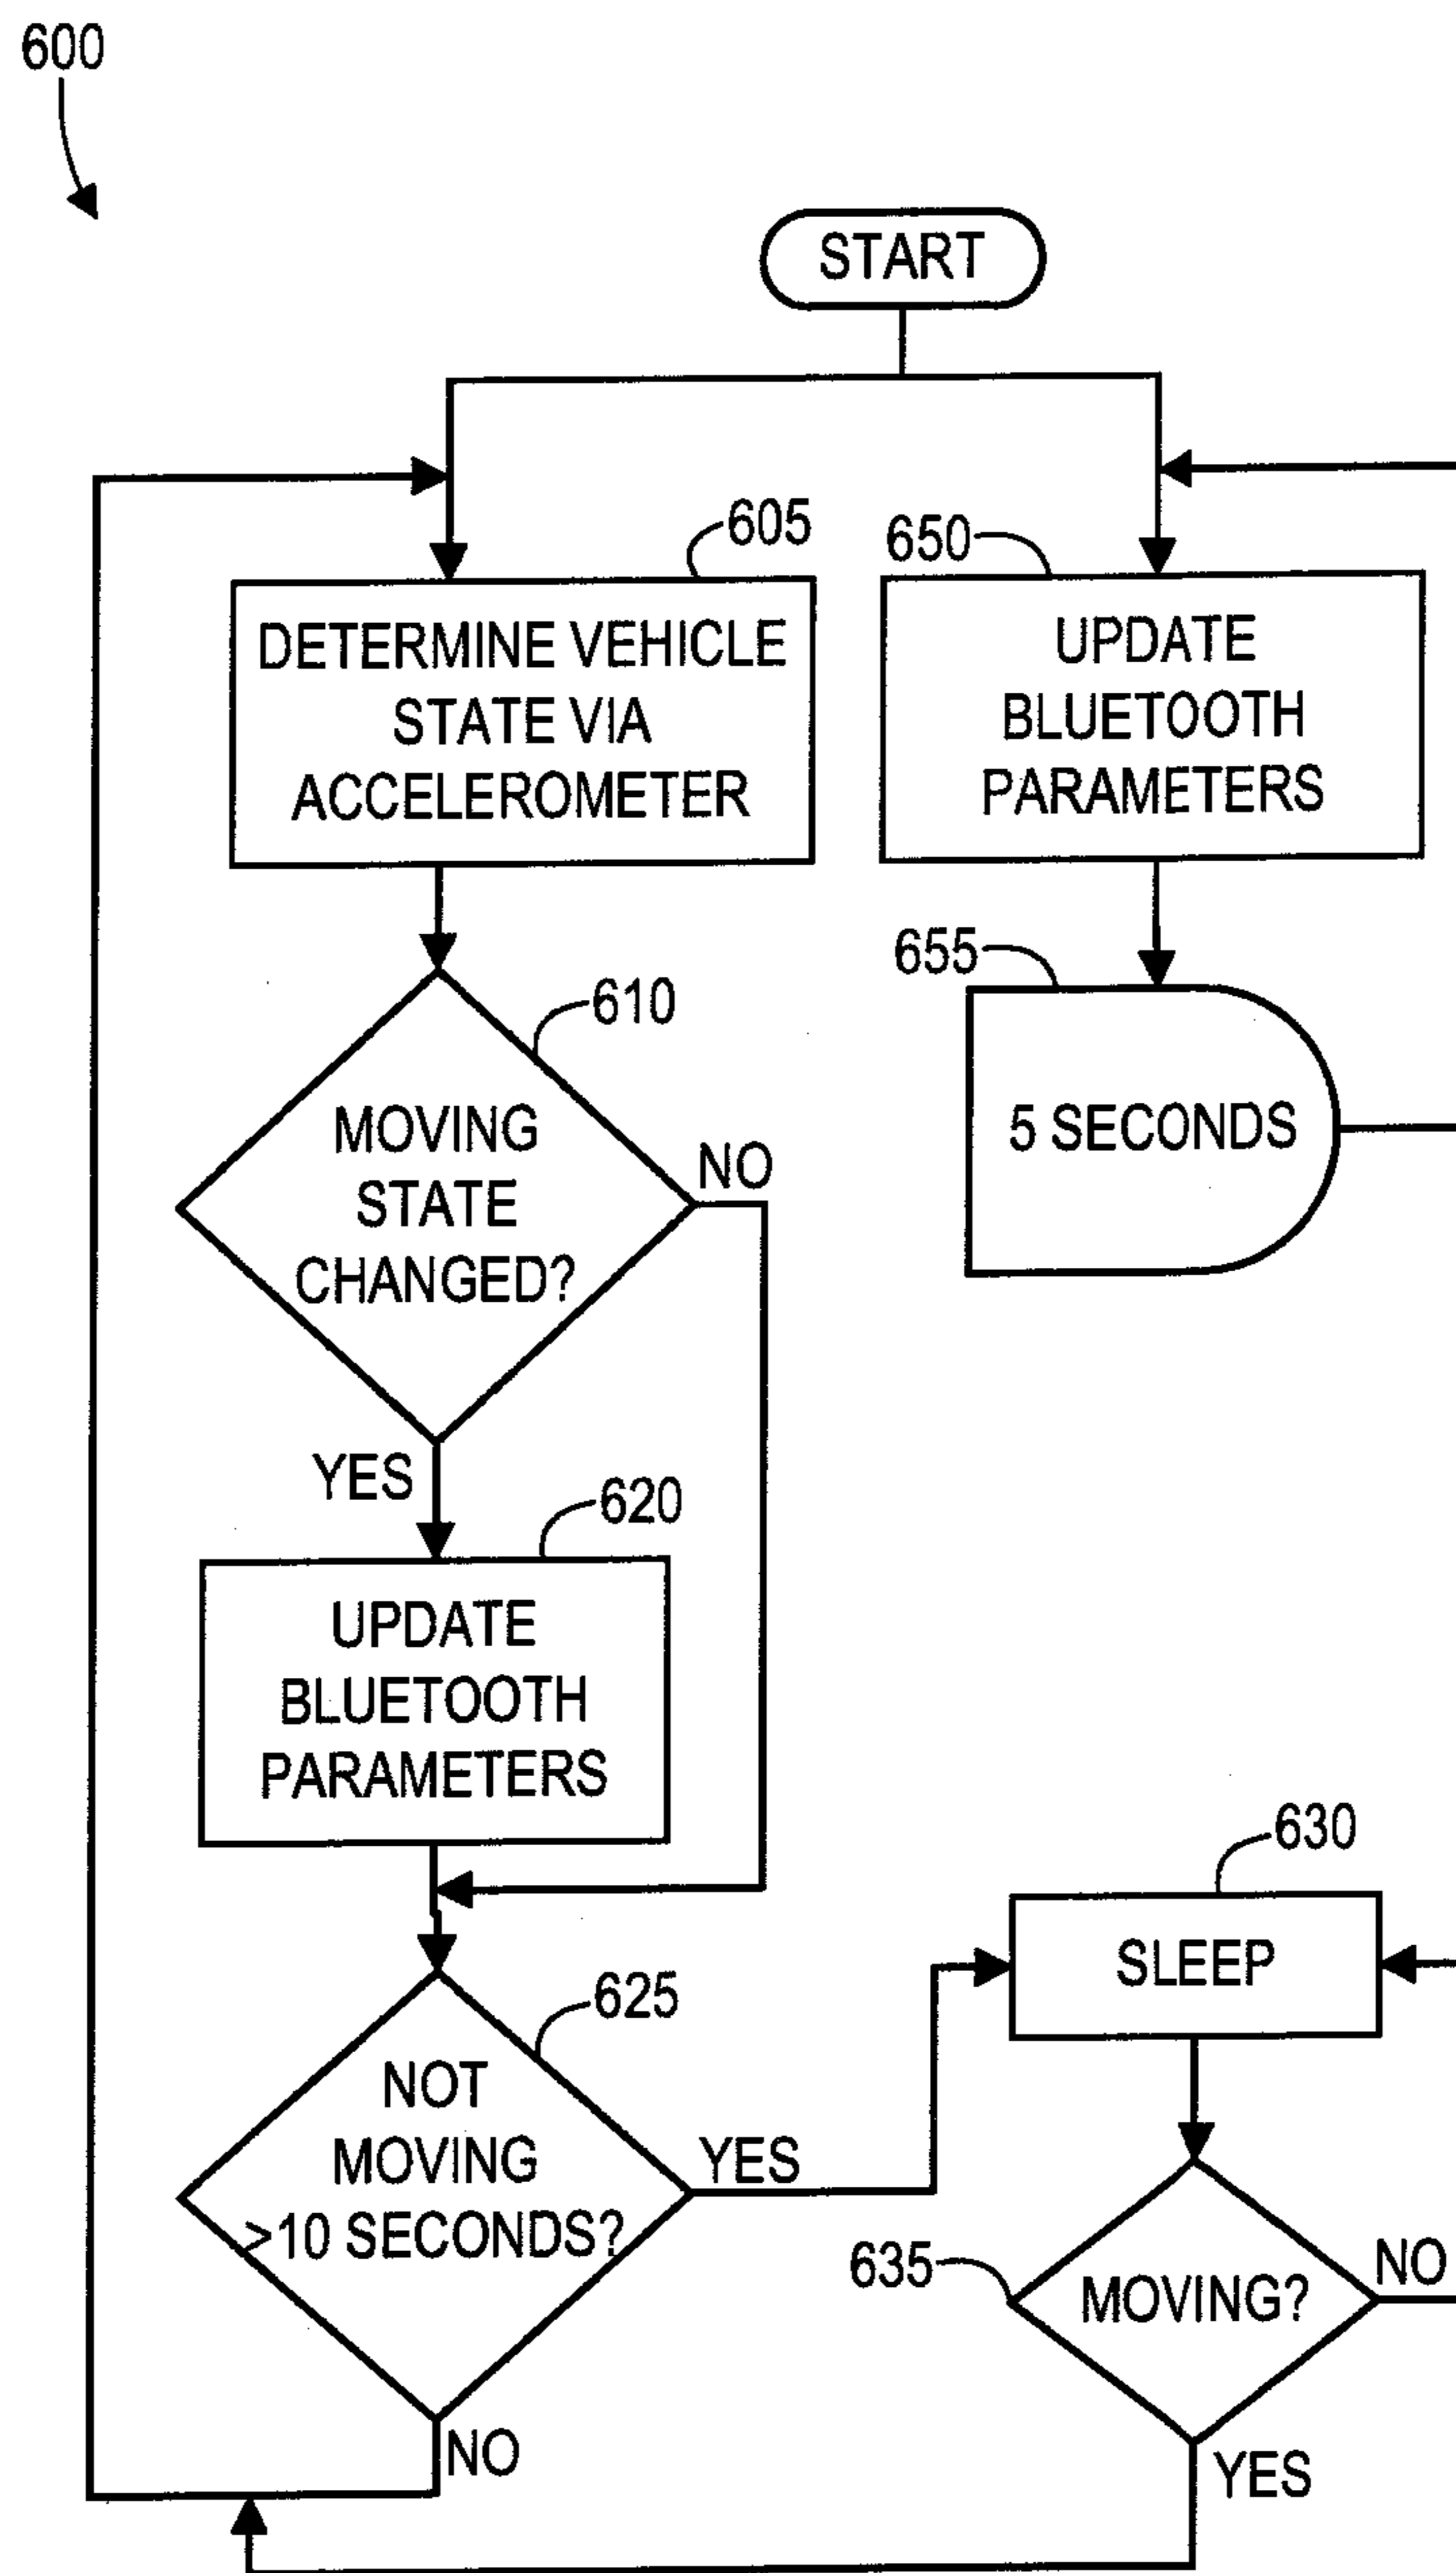 600
START
605
DETERMINE VEHICLE
STATE VIA
ACCELEROMETER
650
UPDATE
BLUETOOTH
PARAMETERS
655
5 SECONDS
610
MOVING
STATE
CHANGED?
NO
YES
620
UPDATE
BLUETOOTH
PARAMETERS
630
SLEEP
625
NOT
MOVING
>10 SECONDS?
YES
NO
635
MOVING?
NO
YES